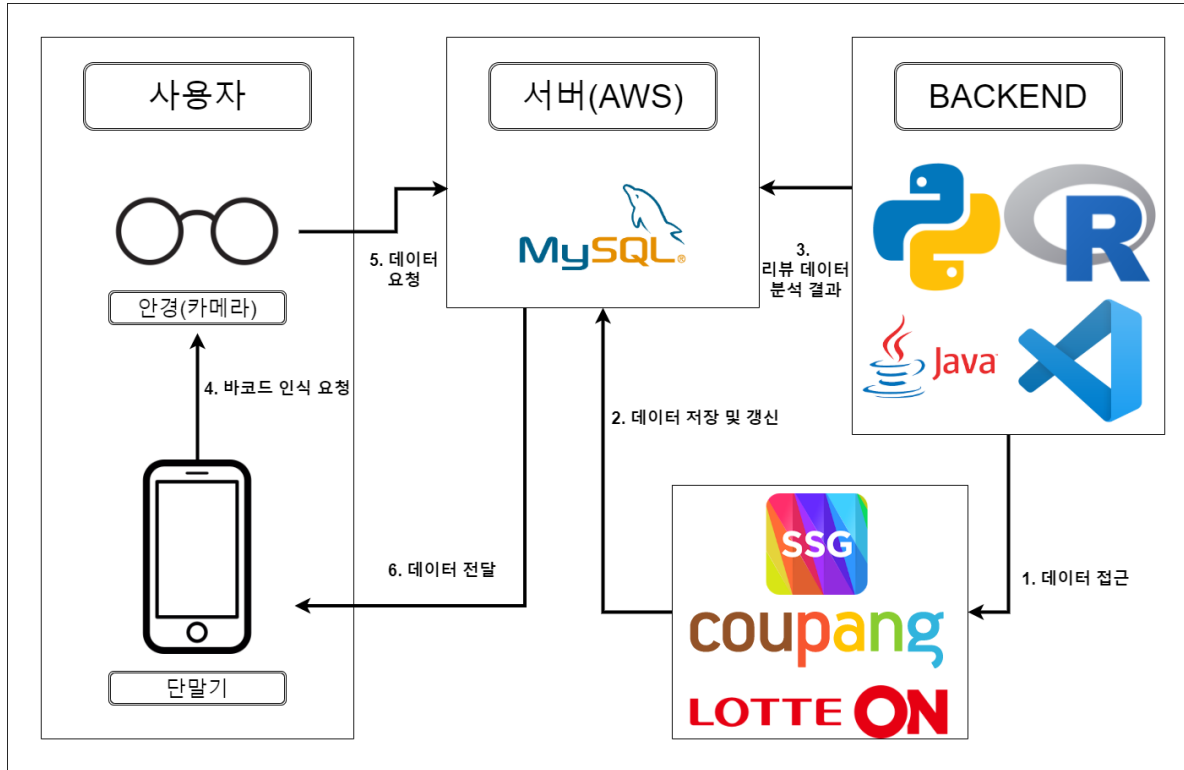 사용자
안경(카메라)
4. 바코드 인식 요청
단말기
5. 데이터
요청
서버(AWS)
MySQL®
6. 데이터 전달
2. 데이터 저장 및 갱신
3.
리뷰 데이터
분석 결과
BACKEND
R
Java
1. 데이터 접근
SSG
coupang
LOTTE ON